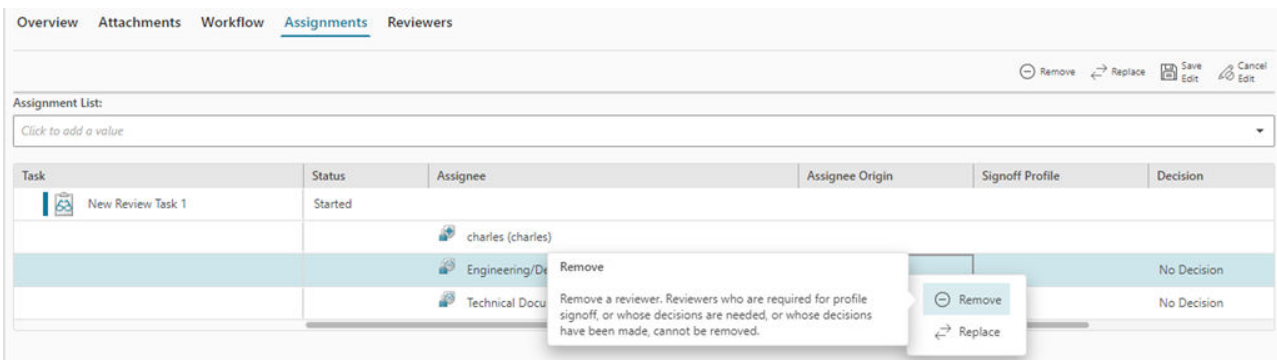 Overview Attachments Workflow Assignments Reviewers
Remove Replace Save Edit Cancel Edit
Assignment List:
Click to add a value
Task Status Assignee Assignee Origin Signoff Profile Decision
New Review Task 1 Started
charles (charles)
Engineering/De No Decision
Technical Docu No Decision
Remove
Remove a reviewer. Reviewers who are required for profile
signoff, or whose decisions are needed, or whose decisions
have been made, cannot be removed.
Remove
Replace